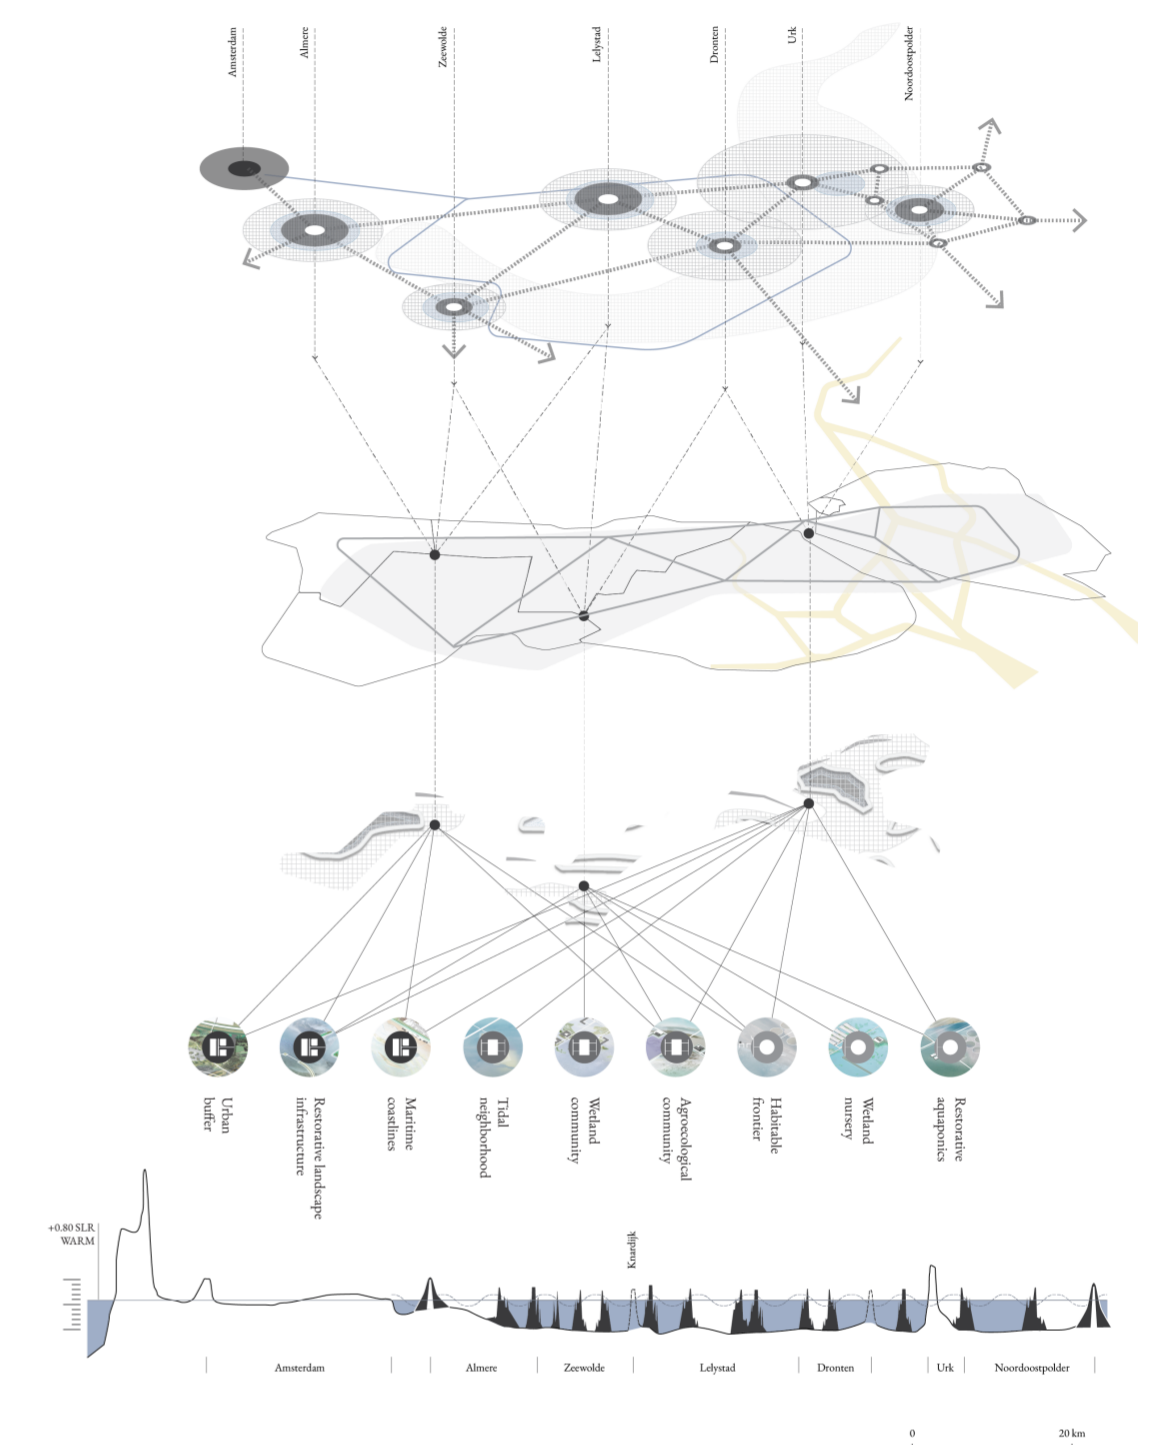 Amsterdam
Almere
Zeewolde
Lelystad
Dronten
Urk
Noordoostpolder
Urban
buffer
Restorative landscape
infrastructure
Maritime
coastlines
Tidal
neighborhood
Wetland
community
Agroecological
community
Habitable
frontier
Wetland
nursery
Restorative
aquaponics
+0.80 SLR
WARM
Knardijk
Amsterdam
Almere
Zeewolde
Lelystad
Dronten
Urk
Noordoostpolder
0
20 km